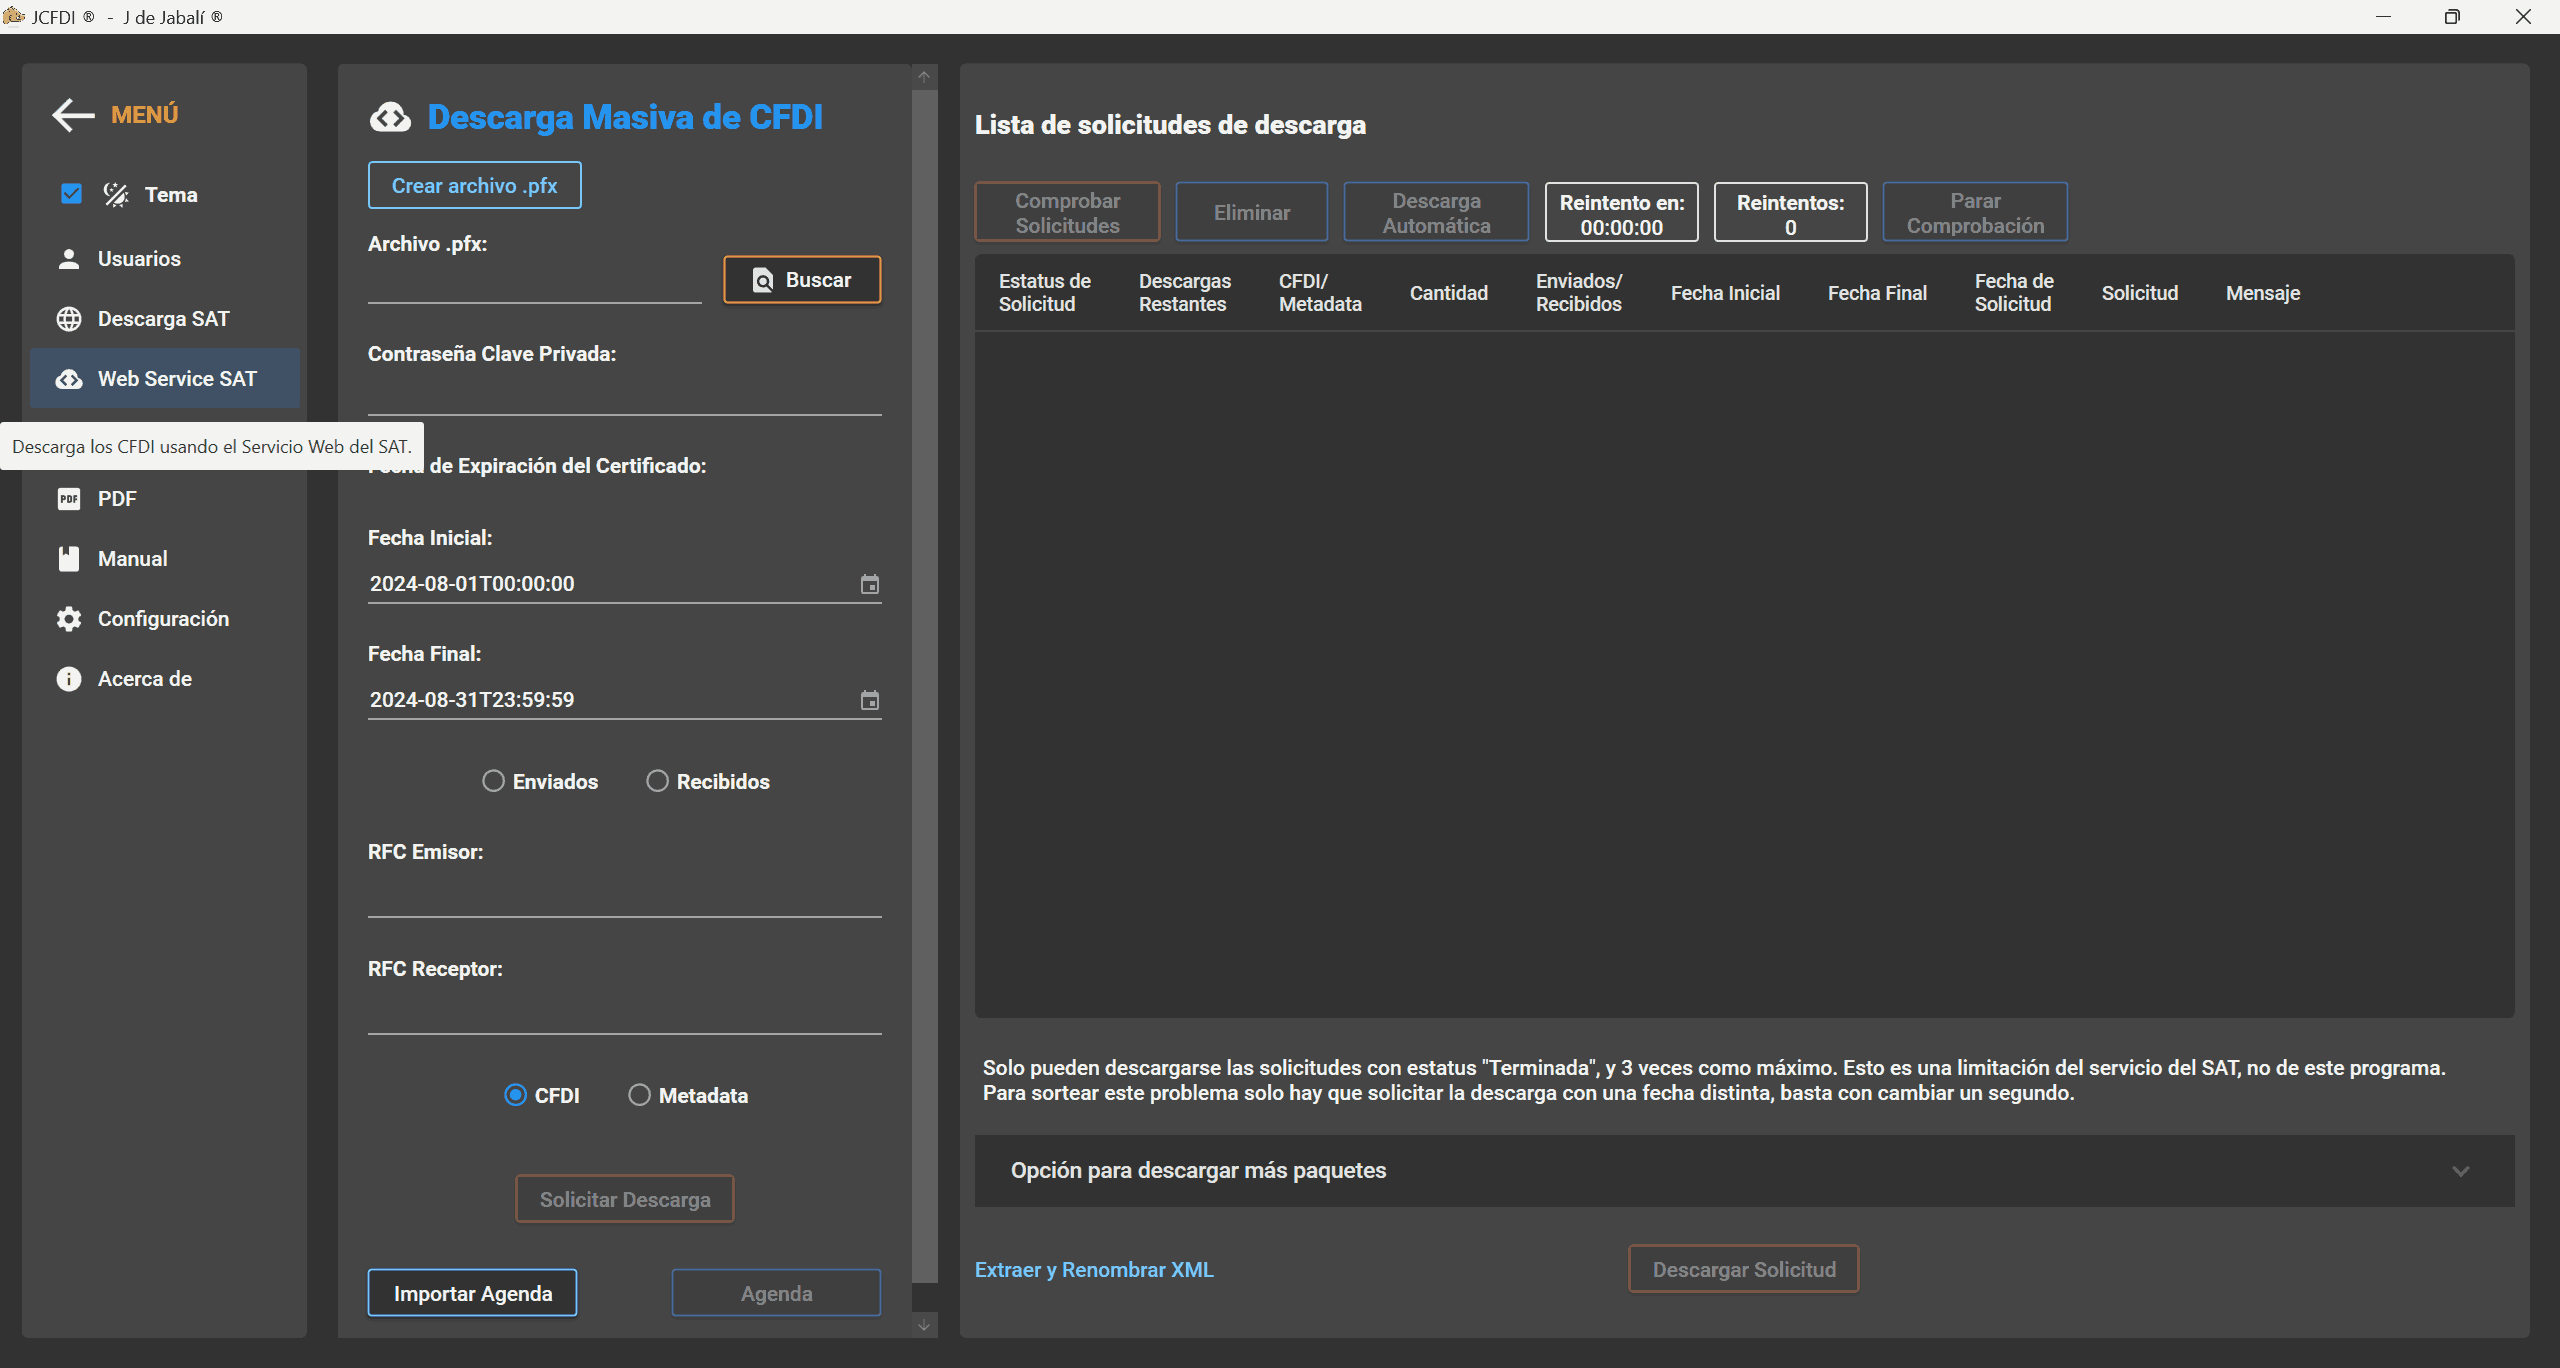 JCFDI ® - J de Jabalí ®
MENÚ
Tema
Usuarios
Descarga SAT
Web Service SAT
Descarga los CFDI usando el Servicio Web del SAT.
PDF
PDF
Manual
Configuración
Acerca de
Descarga Masiva de CFDI
Crear archivo .pfx
Archivo .pfx:
Buscar
Contraseña Clave Privada:
de Expiración del Certificado:
Fecha Inicial:
2024-08-01T00:00:00
Fecha Final:
2024-08-31T23:59:59
Enviados
Recibidos
RFC Emisor:
RFC Receptor:
CFDI
Metadata
Solicitar Descarga
Importar Agenda
Agenda
Lista de solicitudes de descarga
Comprobar
Solicitudes
Eliminar
Descarga
Automática
Reintento en:
00:00:00
Reintentos:
0
Parar
Comprobación
Estatus de
Solicitud
Descargas
Restantes
CFDI/
Metadata
Cantidad
Enviados/
Recibidos
Fecha Inicial
Fecha Final
Fecha de
Solicitud
Solicitud
Mensaje
Solo pueden descargarse las solicitudes con estatus "Terminada", y 3 veces como máximo. Esto es una limitación del servicio del SAT, no de este programa.
Para sortear este problema solo hay que solicitar la descarga con una fecha distinta, basta con cambiar un segundo.
Opción para descargar más paquetes
Extraer y Renombrar XML
Descargar Solicitud